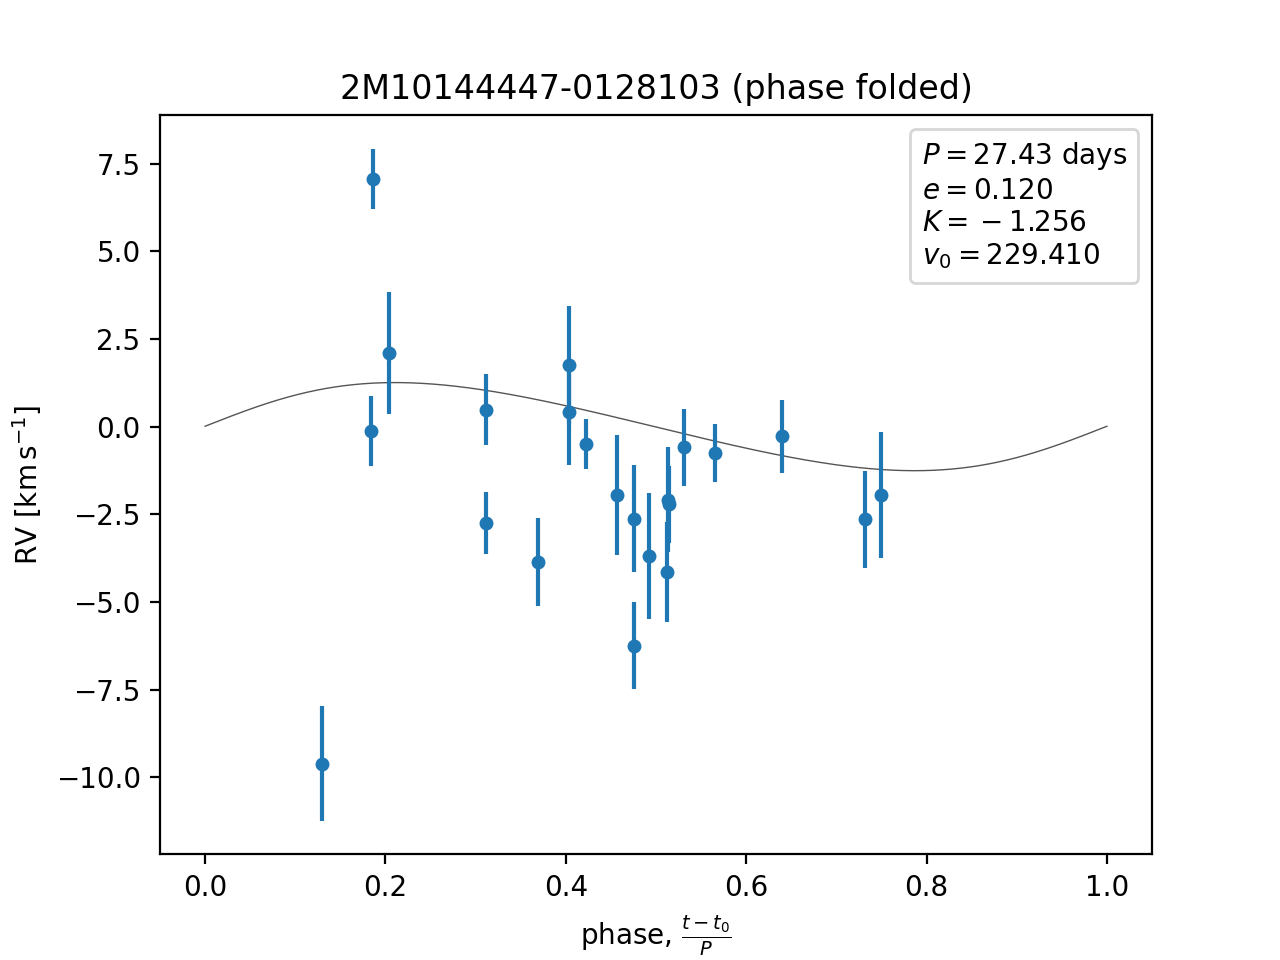 2M10144447-0128103 (phase folded)
P = 27.43 days
e = 0.120
K = −1.256
v₀ = 229.410
7.5
5.0
2.5
0.0
−2.5
−5.0
−7.5
−10.0
RV [km s⁻¹]
0.0 0.2 0.4 0.6 0.8 1.0
phase, (t − t₀)/P